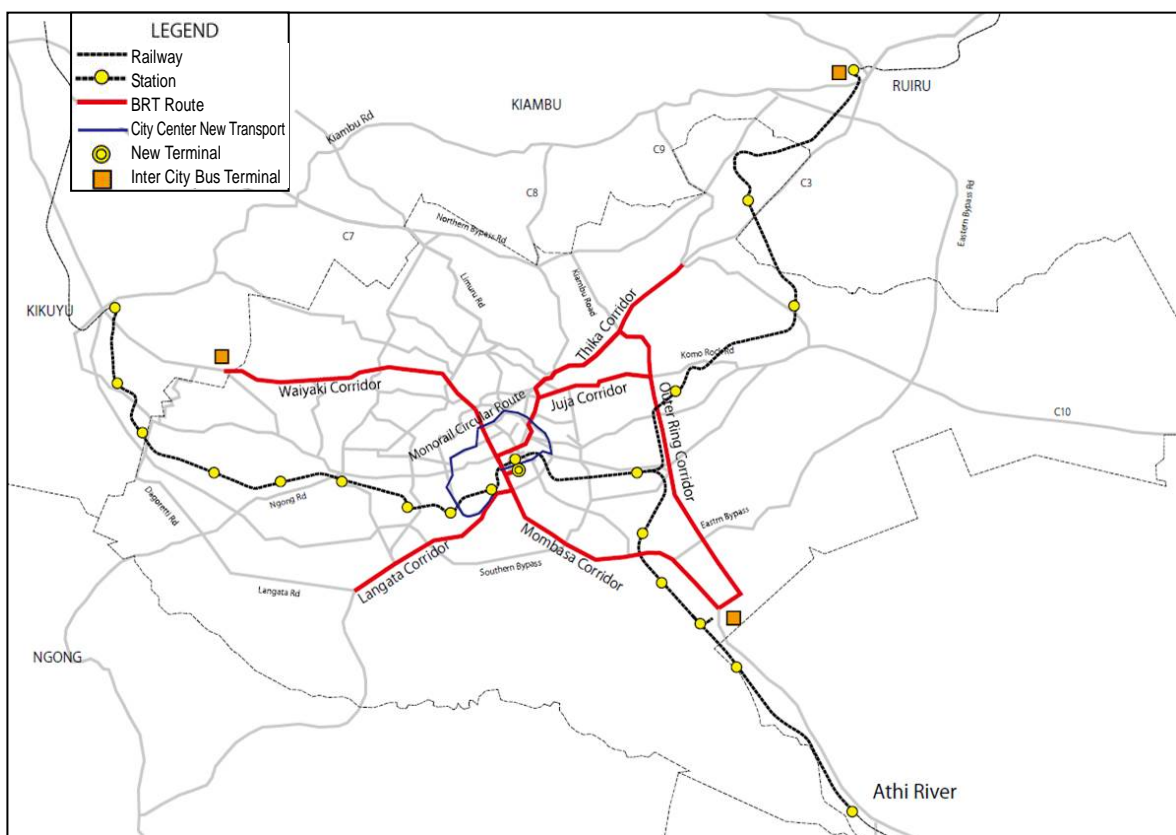 LEGEND
Railway
Station
BRT Route
City Center New Transport
New Terminal
Inter City Bus Terminal
RUIRU
KIAMBU
Kiambu Rd
C9
C3
C8
Eastern Bypass Rd
Northern Bypass Rd
C7
Limuru Rd
Kiambu Road
KIKUYU
Thika Corridor
Komo Rock Rd
Waiyaki Corridor
Juja Corridor
Monorail Circular Route
Outer Ring Corridor
C10
Ngong Rd
Dagoretti Rd
Eastrn Bypass
Mombasa Corridor
Langata Corridor
Southern Bypass
Langata Rd
NGONG
Athi River